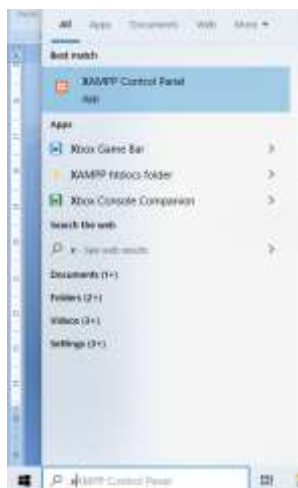 All Apps Documents Web More
Best match
XAMPP Control Panel
App
Apps
Xbox Game Bar
XAMPP htdocs folder
Xbox Console Companion
Search the web
x - See web results
Documents (1+)
Folders (2+)
Videos (3+)
Settings (3+)
xAMPP Control Panel